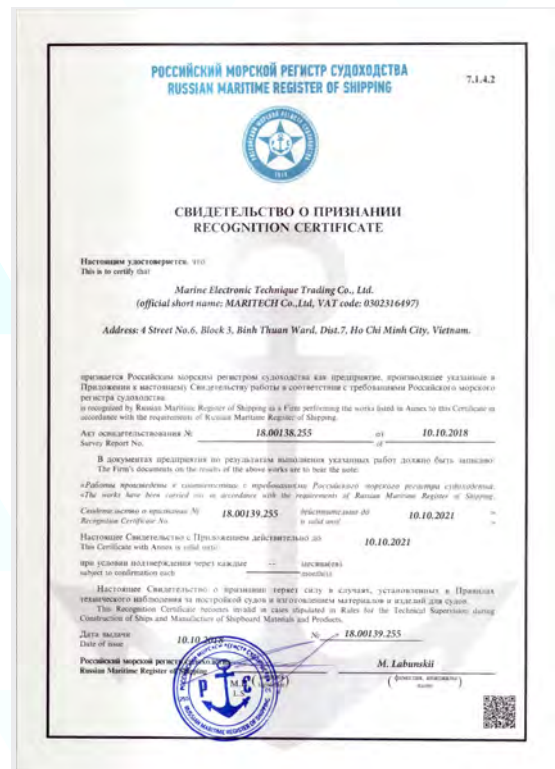 РОССИЙСКИЙ МОРСКОЙ РЕГИСТР СУДОХОДСТВА
RUSSIAN MARITIME REGISTER OF SHIPPING
7.1.4.2
СВИДЕТЕЛЬСТВО О ПРИЗНАНИИ
RECOGNITION CERTIFICATE
Настоящим удостоверяется, что
This is to certify that
Marine Electronic Technique Trading Co., Ltd.
(official short name: MARITECH Co.,Ltd, VAT code: 0302316497)
Address: 4 Street No.6, Block 3, Binh Thuan Ward, Dist.7, Ho Chi Minh City, Vietnam.
признается Российским морским регистром судоходства как предприятие, производящее указанные в
Приложении к настоящему Свидетельству работы в соответствии с требованиями Российского морского
регистра судоходства.
is recognized by Russian Maritime Register of Shipping as a Firm performing the works listed in Annex to this Certificate in
accordance with the requirements of Russian Maritime Register of Shipping.
Акт освидетельствования № 18.00138.255 от 10.10.2018
Survey Report No. of
В документах предприятия по результатам выполнения указанных работ должно быть записано:
The Firm's documents on the results of the above works are to bear the note:
«Работы произведены в соответствии с требованиями Российского морского регистра судоходства.
«The works have been carried out in accordance with the requirements of Russian Maritime Register of Shipping.
Свидетельство о признании № 18.00139.255 действительно до 10.10.2021 »
Recognition Certificate No. is valid until »
Настоящее Свидетельство с Приложением действительно до 10.10.2021
This Certificate with Annex is valid until
при условии подтверждения через каждые -- месяца(ев)
subject to confirmation each month(s)
Настоящее Свидетельство о признании теряет силу в случаях, установленных в Правилах
технического наблюдения за постройкой судов и изготовлением материалов и изделий для судов.
This Recognition Certificate becomes invalid in cases stipulated in Rules for the Technical Supervision during
Construction of Ships and Manufacture of Shipboard Materials and Products.
Дата выдачи 10.10.2018 № 18.00139.255
Date of issue No.
Российский морской регистр судоходства M. Labunskii
Russian Maritime Register of Shipping (фамилия, инициалы)
name
М.П.
L.S.
Р С
RUSSIAN MARITIME REGISTER OF SHIPPING